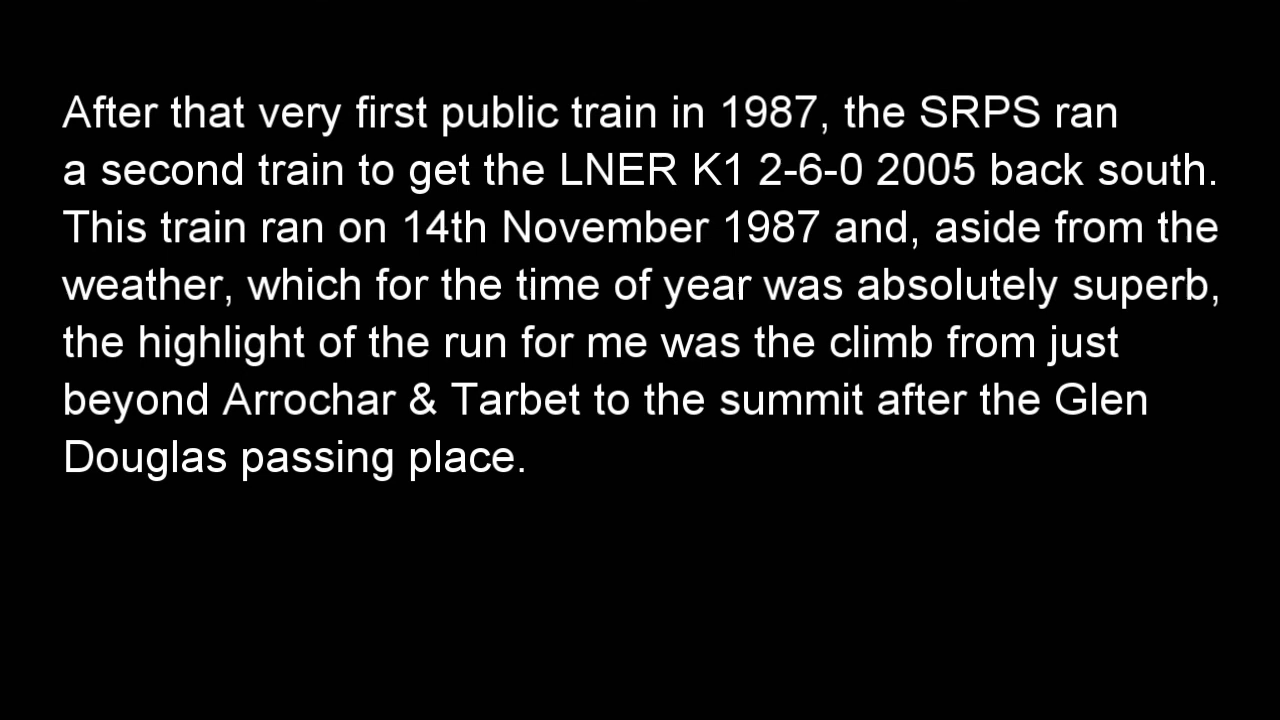 After that very first public train in 1987, the SRPS ran
a second train to get the LNER K1 2-6-0 2005 back south.
This train ran on 14th November 1987 and, aside from the
weather, which for the time of year was absolutely superb,
the highlight of the run for me was the climb from just
beyond Arrochar & Tarbet to the summit after the Glen
Douglas passing place.